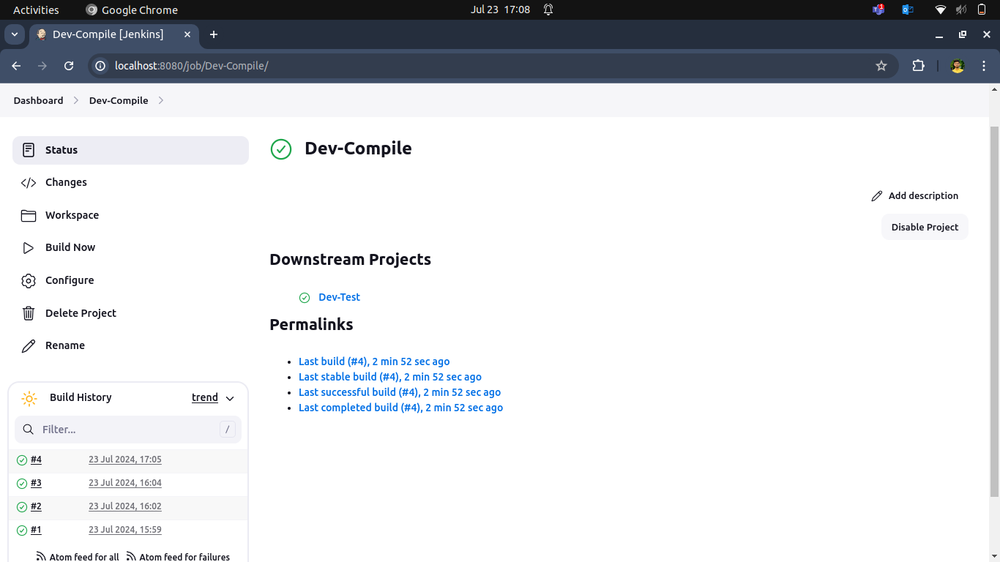 Activities Google Chrome Jul 23 17:08 1
Dev-Compile [Jenkins]
localhost:8080/job/Dev-Compile/
Dashboard Dev-Compile
Status
Changes
Workspace
Build Now
Configure
Delete Project
Rename
Build History trend
Filter... /
#4 23 Jul 2024, 17:05
#3 23 Jul 2024, 16:04
#2 23 Jul 2024, 16:02
#1 23 Jul 2024, 15:59
Atom feed for all Atom feed for failures
Dev-Compile
Add description
Disable Project
Downstream Projects
Dev-Test
Permalinks
Last build (#4), 2 min 52 sec ago
Last stable build (#4), 2 min 52 sec ago
Last successful build (#4), 2 min 52 sec ago
Last completed build (#4), 2 min 52 sec ago